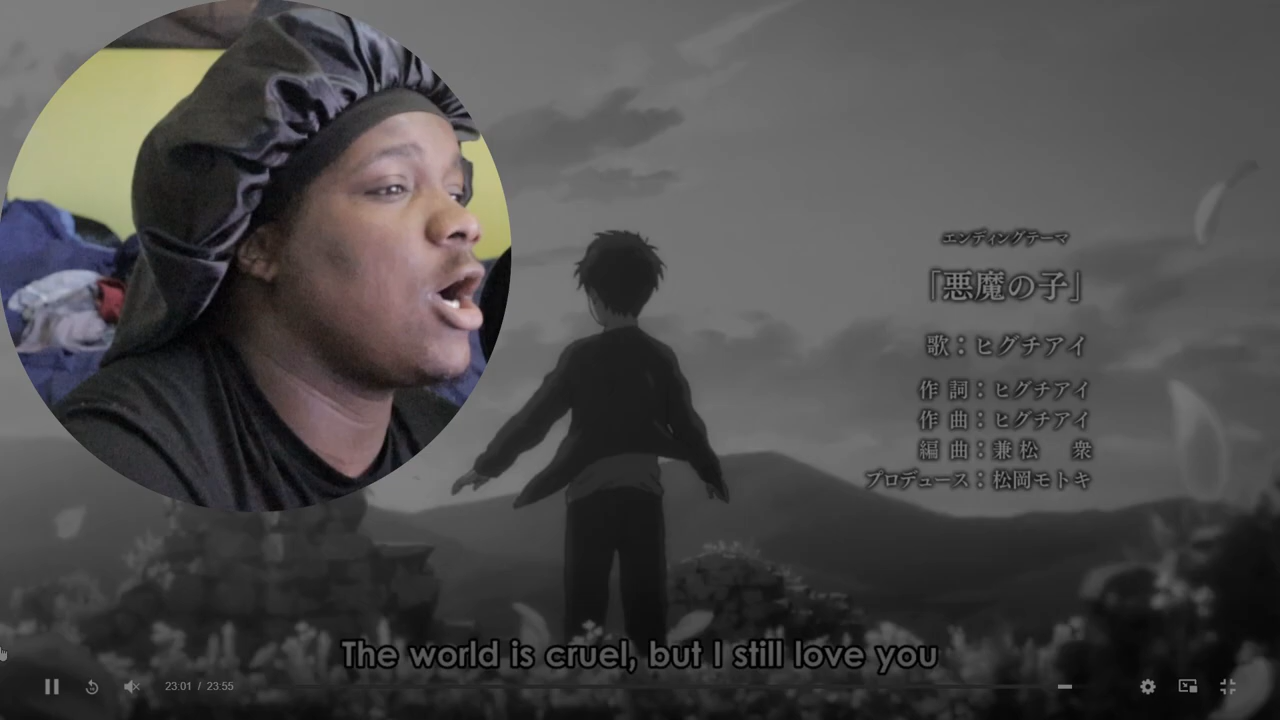 エンディングテーマ
「悪魔の子」
歌：ヒグチアイ
作 詞：ヒグチアイ
作 曲：ヒグチアイ
編 曲：兼松　衆
プロデュース：松岡モトキ
The world is cruel, but I still love you
23:01 / 23:55